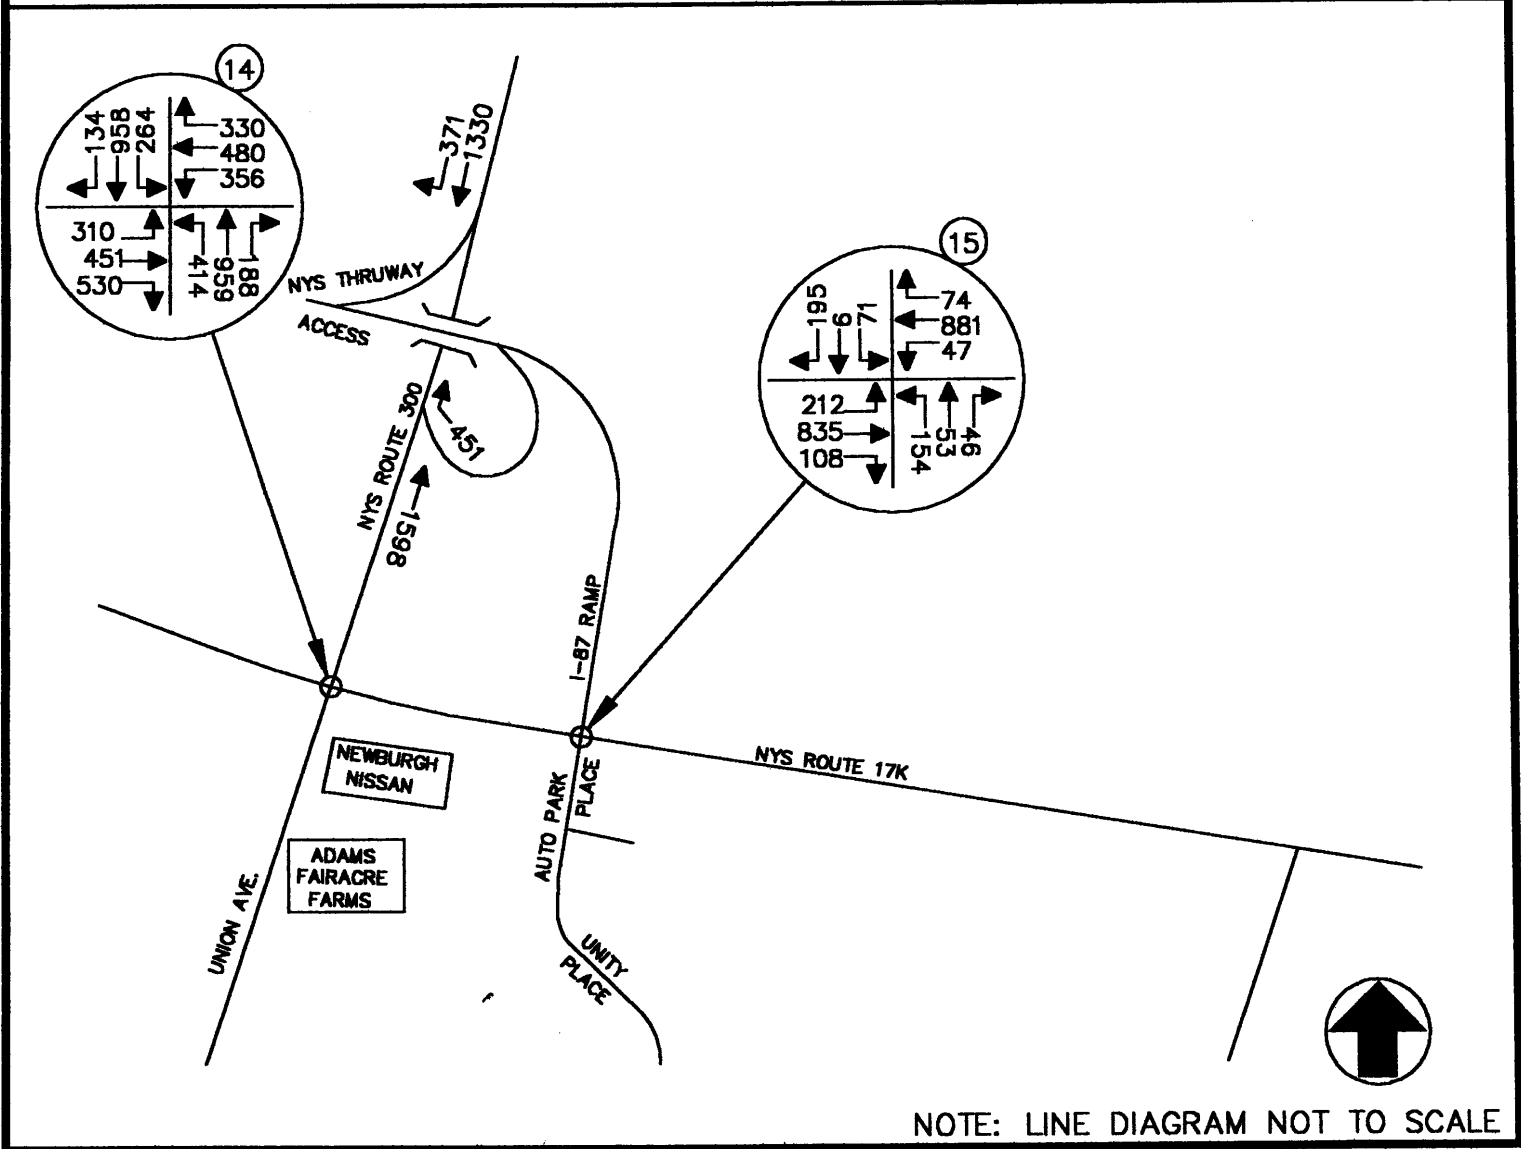 14
134
958
264
330
480
356
310
451
530
414
959
188
371
1330
NYS THRUWAY
ACCESS
NYS ROUTE 300
451
1598
15
195
6
71
74
881
47
212
835
108
154
53
46
I-87 RAMP
NYS ROUTE 17K
NEWBURGH
NISSAN
AUTO PARK
PLACE
ADAMS
FAIRACRE
FARMS
UNION AVE.
UNITY
PLACE
NOTE: LINE DIAGRAM NOT TO SCALE